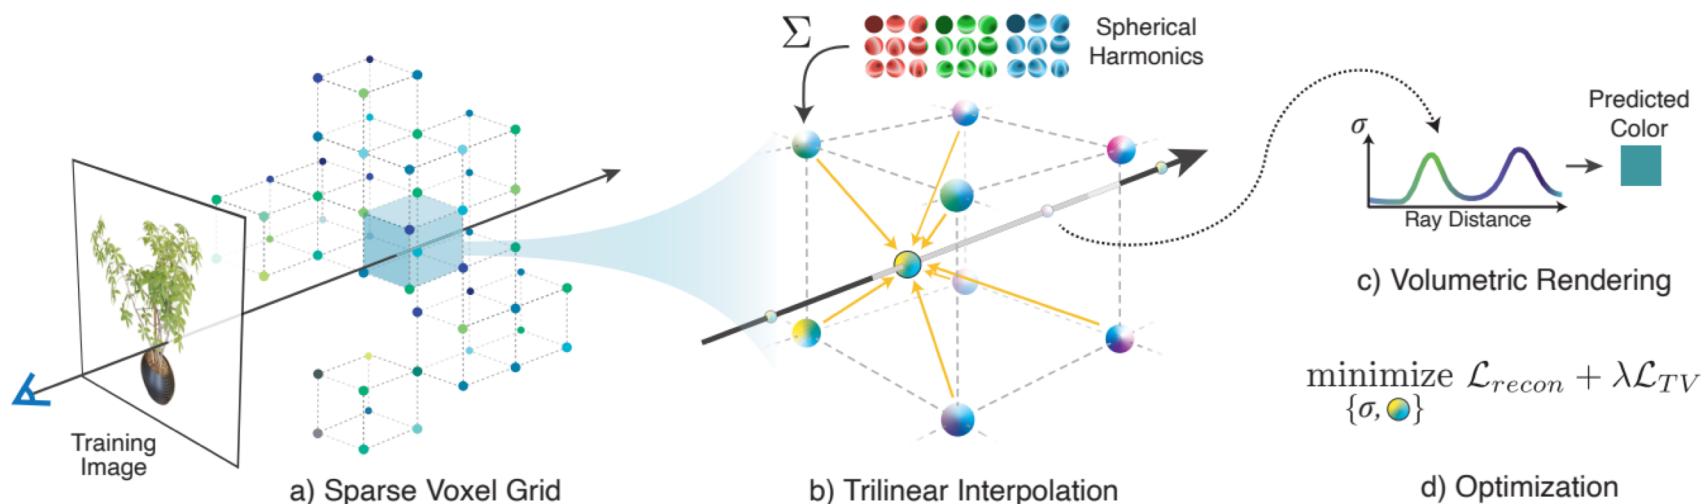 Training
Image
a) Sparse Voxel Grid
Σ
Spherical
Harmonics
b) Trilinear Interpolation
σ
Ray Distance
Predicted
Color
c) Volumetric Rendering
minimize ℒ_recon + λℒ_TV
{σ, }
d) Optimization